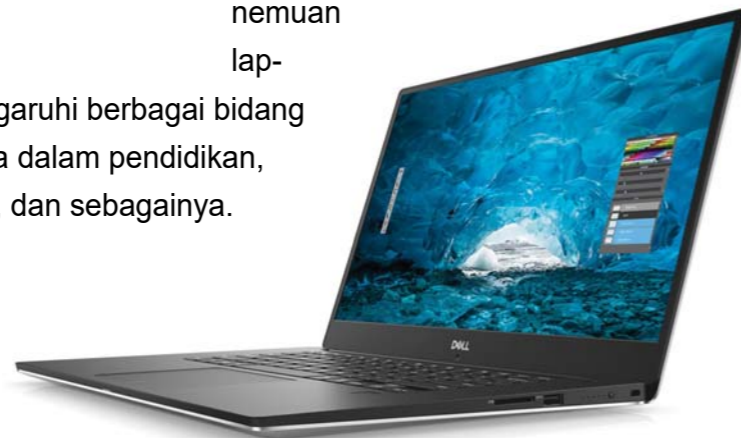 nemuan
lap-
garuhi berbagai bidang
a dalam pendidikan,
dan sebagainya.
DELL